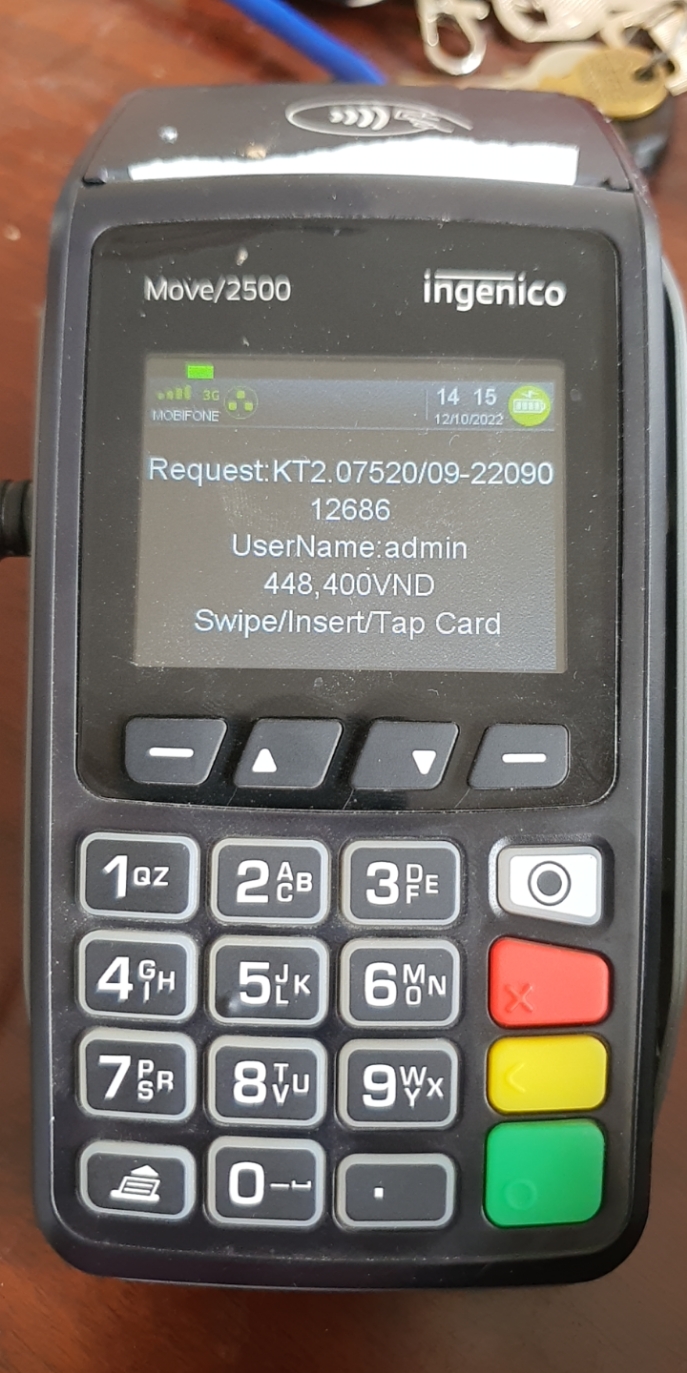 Move/2500 ingenico
3G 14 15
MOBIFONE 12/10/2022
Request:KT2.07520/09-22090
12686
UserName:admin
448,400VND
Swipe/Insert/Tap Card
1 QZ 2 ABC 3 DEF
4 GHI 5 JKL 6 MNO
7 PRS 8 TUV 9 WXY
0 .